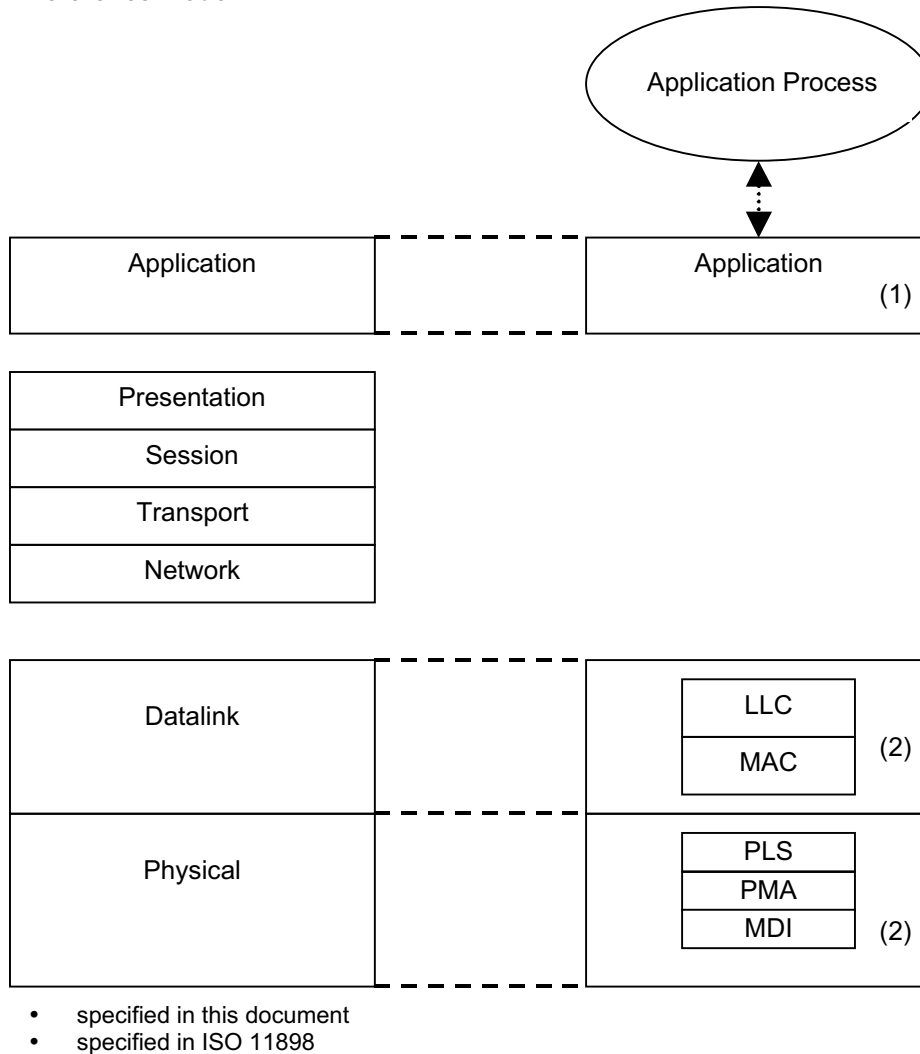 Application Process
Application
Application
(1)
Presentation
Session
Transport
Network
Datalink
LLC
MAC
(2)
Physical
PLS
PMA
MDI
(2)
• specified in this document
• specified in ISO 11898